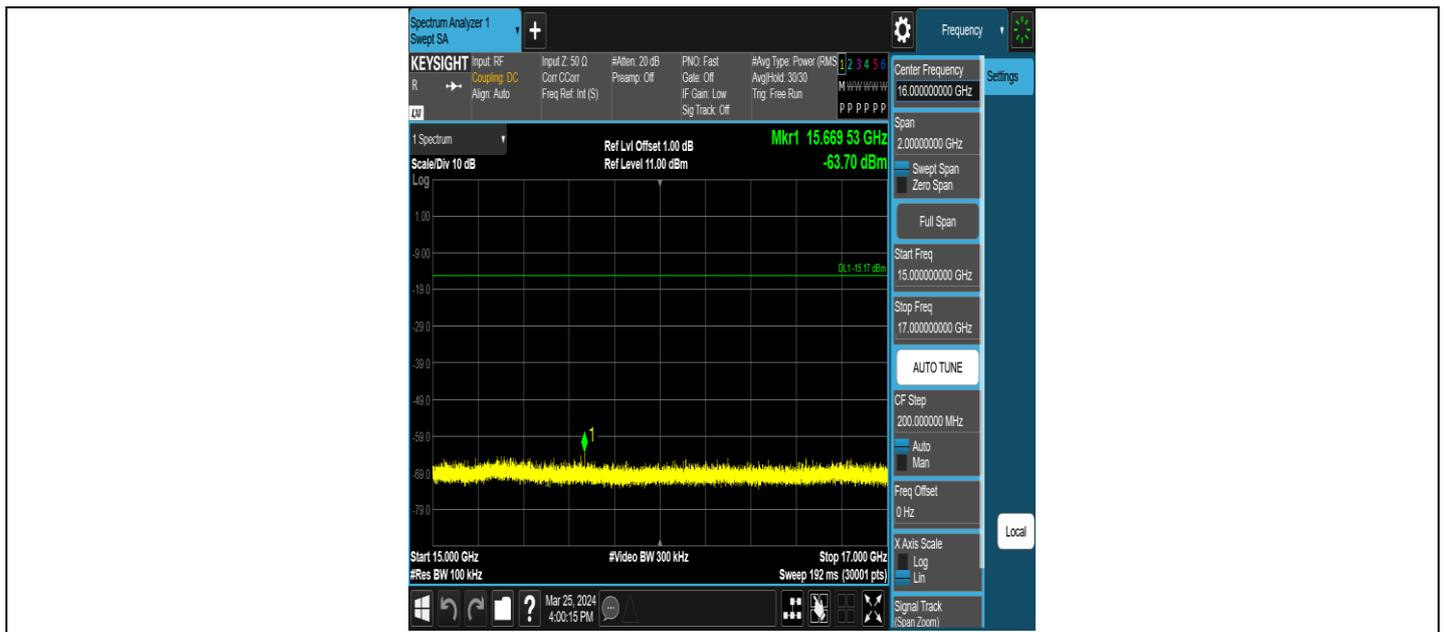 Spectrum Analyzer 1
Swept SA
+
Frequency
KEYSIGHT
R
LXI
Input: RF
Coupling: DC
Align: Auto
Input Z: 50 Ω
Corr CCorr
Freq Ref: Int (S)
#Atten: 20 dB
Preamp: Off
PNO: Fast
Gate: Off
IF Gain: Low
Sig Track: Off
#Avg Type: Power (RMS
Avg|Hold: 30/30
Trig: Free Run
1 2 3 4 5 6
M W W W W W
P P P P P P
1 Spectrum
Scale/Div 10 dB
Log
Ref Lvl Offset 1.00 dB
Ref Level 11.00 dBm
Mkr1 15.669 53 GHz
-63.70 dBm
1.00
-9.00
DL1 -15.17 dBm
-19.0
-29.0
-39.0
-49.0
-59.0
1
-69.0
-79.0
Start 15.000 GHz
#Res BW 100 kHz
#Video BW 300 kHz
Stop 17.000 GHz
Sweep 192 ms (30001 pts)
Mar 25, 2024
4:00:15 PM
?
Center Frequency
16.000000000 GHz
Settings
Span
2.00000000 GHz
Swept Span
Zero Span
Full Span
Start Freq
15.000000000 GHz
Stop Freq
17.000000000 GHz
AUTO TUNE
CF Step
200.000000 MHz
Auto
Man
Freq Offset
0 Hz
Local
X Axis Scale
Log
Lin
Signal Track
(Span Zoom)